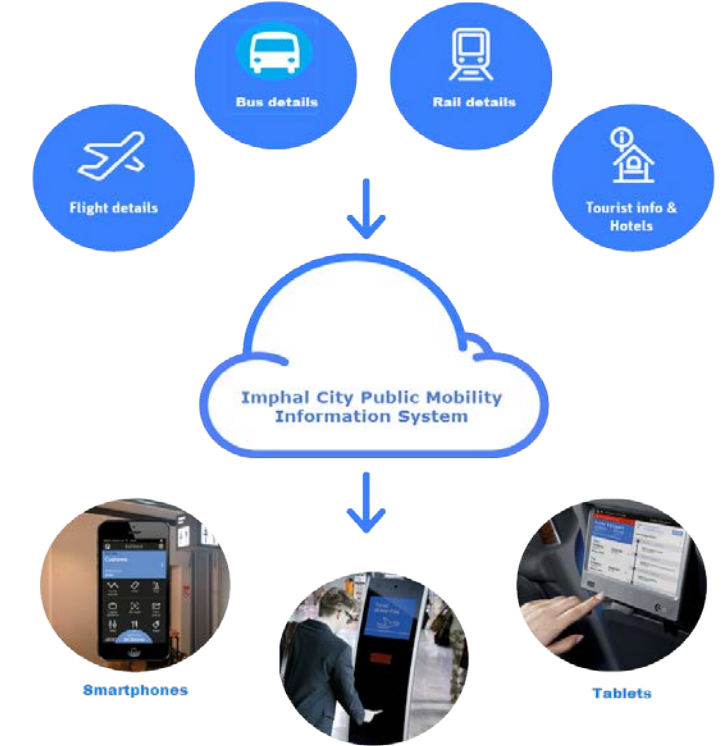 Bus details
Rail details
Flight details
Tourist info &
Hotels
Imphal City Public Mobility
Information System
Smartphones
Tablets